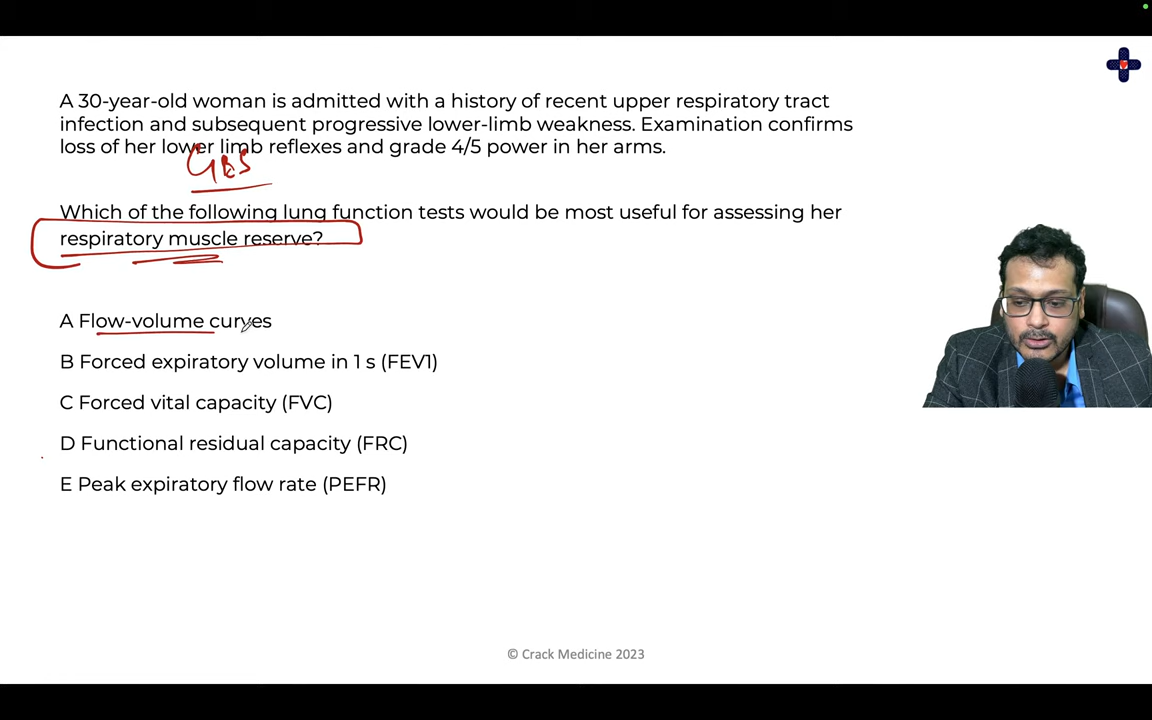 A 30-year-old woman is admitted with a history of recent upper respiratory tract
infection and subsequent progressive lower-limb weakness. Examination confirms
loss of her lower limb reflexes and grade 4/5 power in her arms.
GBS
Which of the following lung function tests would be most useful for assessing her
respiratory muscle reserve?
A Flow-volume curves
B Forced expiratory volume in 1 s (FEV1)
C Forced vital capacity (FVC)
D Functional residual capacity (FRC)
E Peak expiratory flow rate (PEFR)
© Crack Medicine 2023